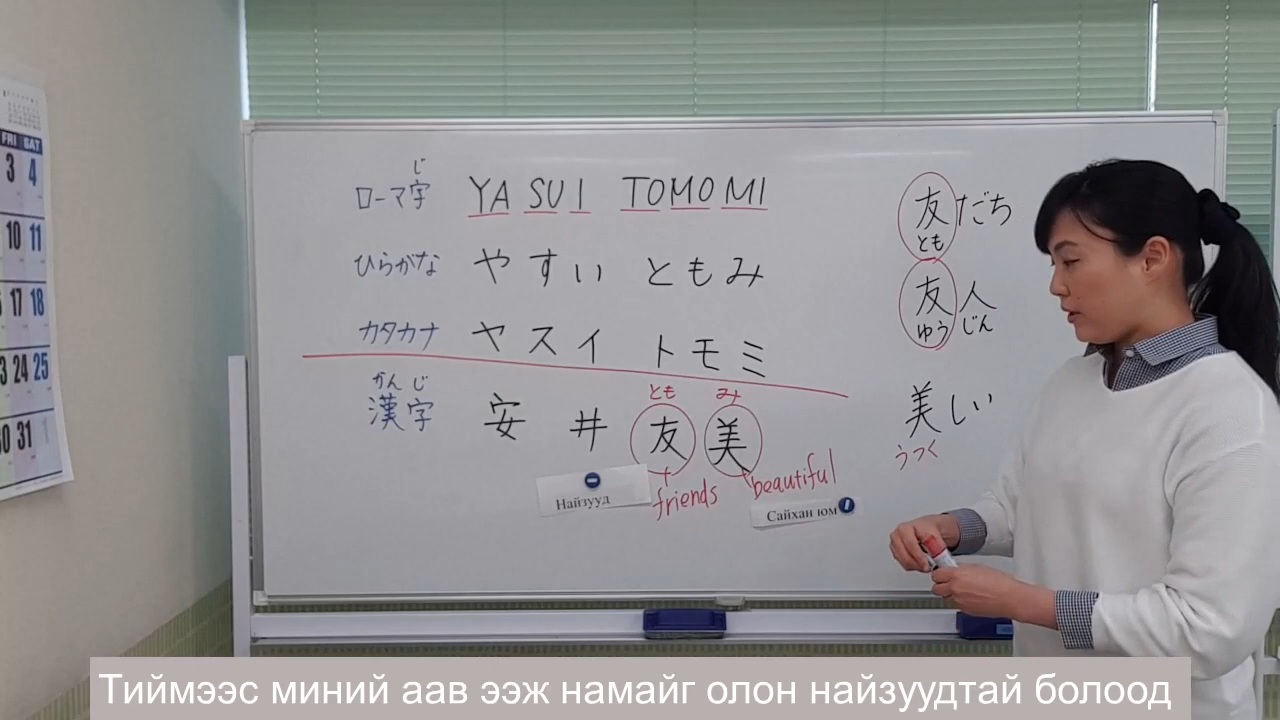 FRI SAT
3 4
10 11
17 18
24 25
31 1
じ
ローマ字 YA SUI TOMOMI
ひらがな やすい ともみ
カタカナ ヤスイ トモミ
かん じ とも み
漢字 安 井 友 美
Найзууд friends beautiful
Сайхан юм
友だち
とも
友人
ゆう じん
美しい
うつく
Тиймээс миний аав ээж намайг олон найзуудтай болоод